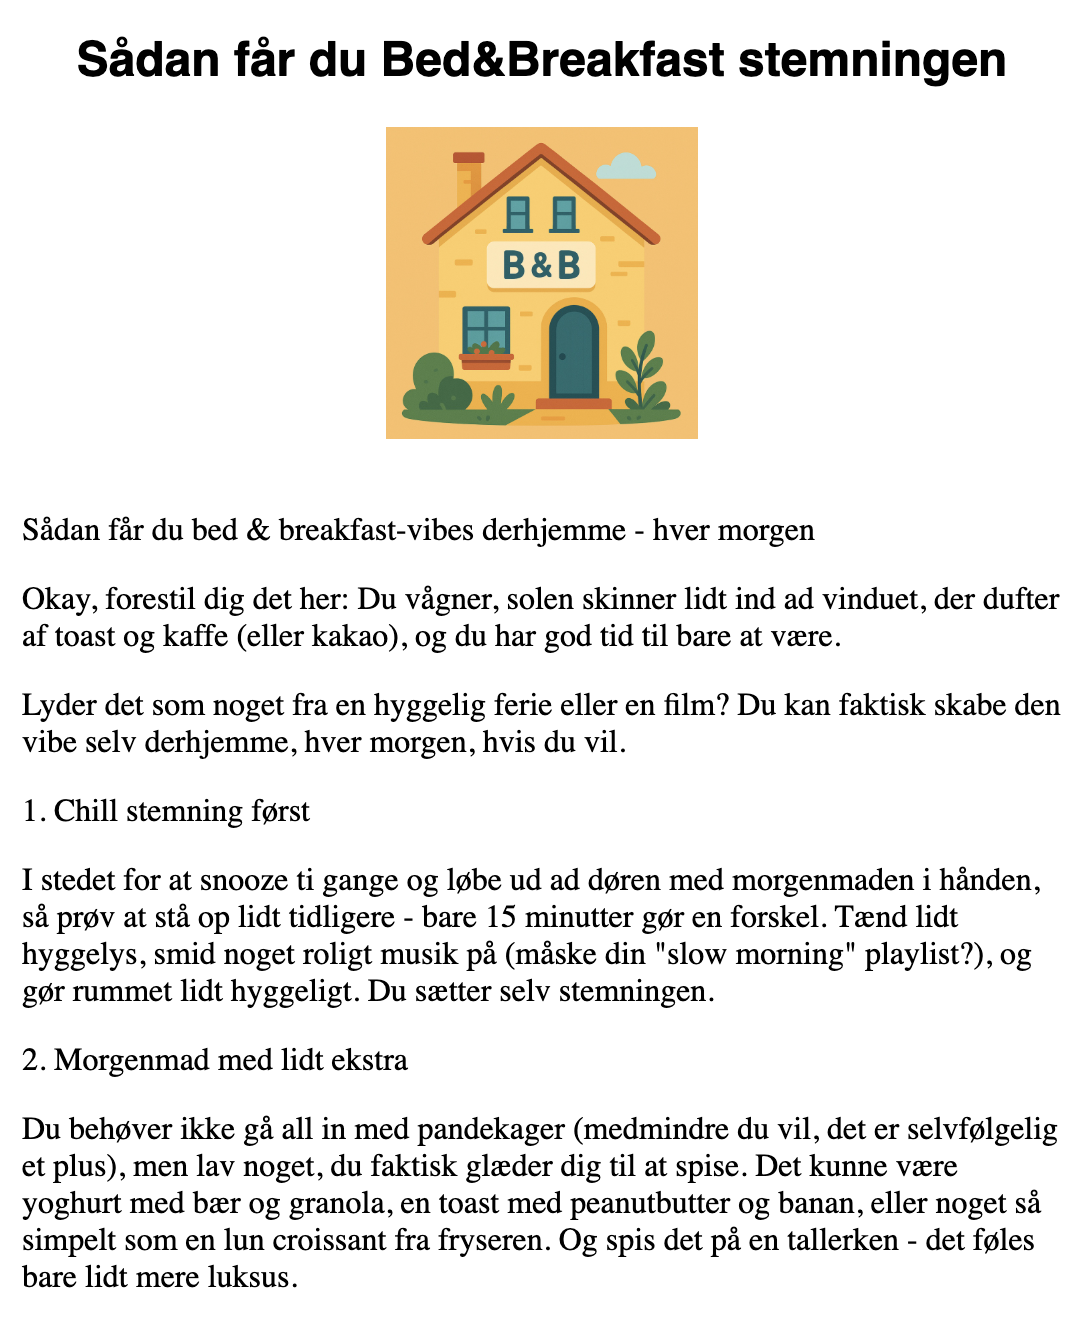 Sådan får du Bed&Breakfast stemningen
B & B
Sådan får du bed & breakfast-vibes derhjemme - hver morgen
Okay, forestil dig det her: Du vågner, solen skinner lidt ind ad vinduet, der dufter
af toast og kaffe (eller kakao), og du har god tid til bare at være.
Lyder det som noget fra en hyggelig ferie eller en film? Du kan faktisk skabe den
vibe selv derhjemme, hver morgen, hvis du vil.
1. Chill stemning først
I stedet for at snooze ti gange og løbe ud ad døren med morgenmaden i hånden,
så prøv at stå op lidt tidligere - bare 15 minutter gør en forskel. Tænd lidt
hyggelys, smid noget roligt musik på (måske din "slow morning" playlist?), og
gør rummet lidt hyggeligt. Du sætter selv stemningen.
2. Morgenmad med lidt ekstra
Du behøver ikke gå all in med pandekager (medmindre du vil, det er selvfølgelig
et plus), men lav noget, du faktisk glæder dig til at spise. Det kunne være
yoghurt med bær og granola, en toast med peanutbutter og banan, eller noget så
simpelt som en lun croissant fra fryseren. Og spis det på en tallerken - det føles
bare lidt mere luksus.